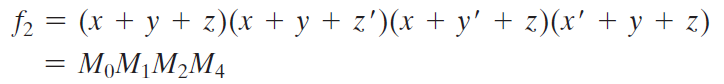 f₂ = (x + y + z)(x + y + z′)(x + y′ + z)(x′ + y + z)
= M₀M₁M₂M₄